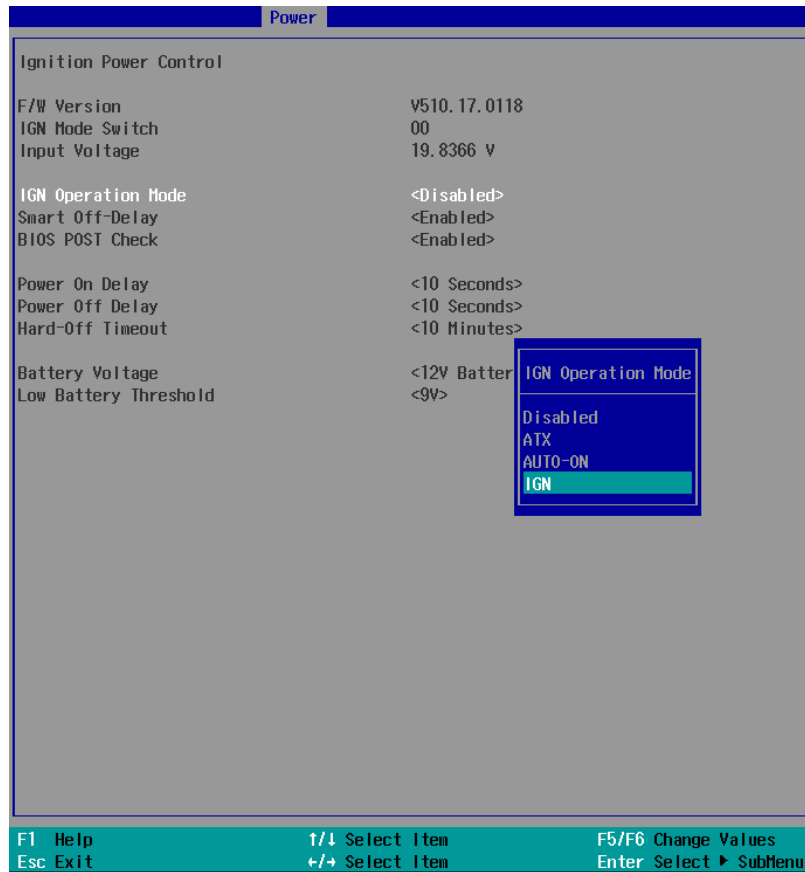 Power
Ignition Power Control
F/W Version V510.17.0118
IGN Mode Switch 00
Input Voltage 19.8366 V
IGN Operation Mode <Disabled>
Smart Off-Delay <Enabled>
BIOS POST Check <Enabled>
Power On Delay <10 Seconds>
Power Off Delay <10 Seconds>
Hard-Off Timeout <10 Minutes>
Battery Voltage <12V Batter
Low Battery Threshold <9V>
IGN Operation Mode
Disabled
ATX
AUTO-ON
IGN
F1 Help ↑/↓ Select Item F5/F6 Change Values
Esc Exit ←/→ Select Item Enter Select ▶ SubMenu